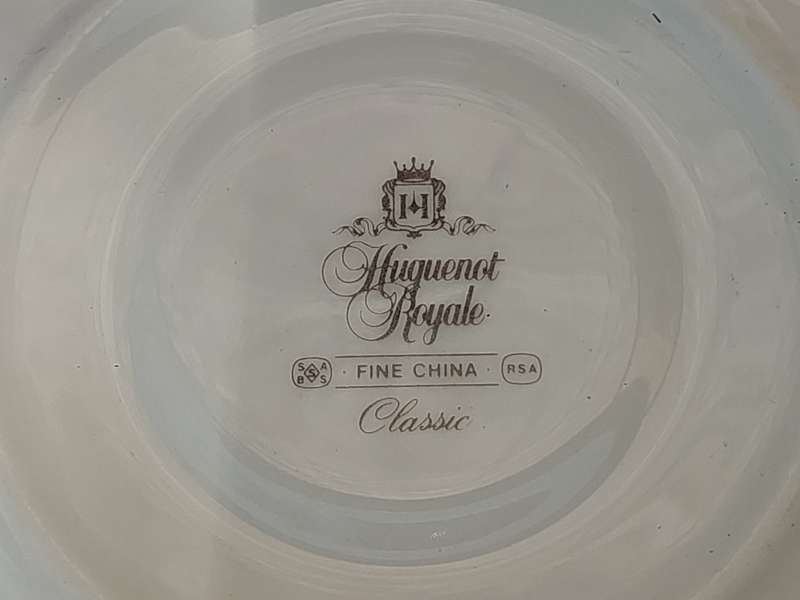 H
Huguenot
Royale
SABS S · FINE CHINA · RSA
Classic